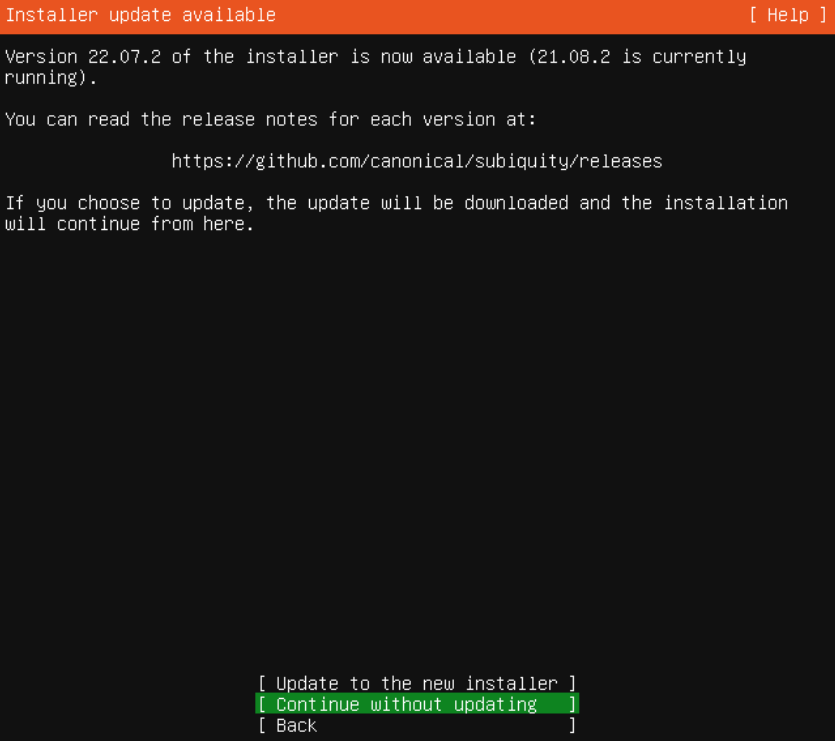 Installer update available [ Help ]
Version 22.07.2 of the installer is now available (21.08.2 is currently
running).
You can read the release notes for each version at:
https://github.com/canonical/subiquity/releases
If you choose to update, the update will be downloaded and the installation
will continue from here.
[ Update to the new installer ]
[ Continue without updating ]
[ Back ]